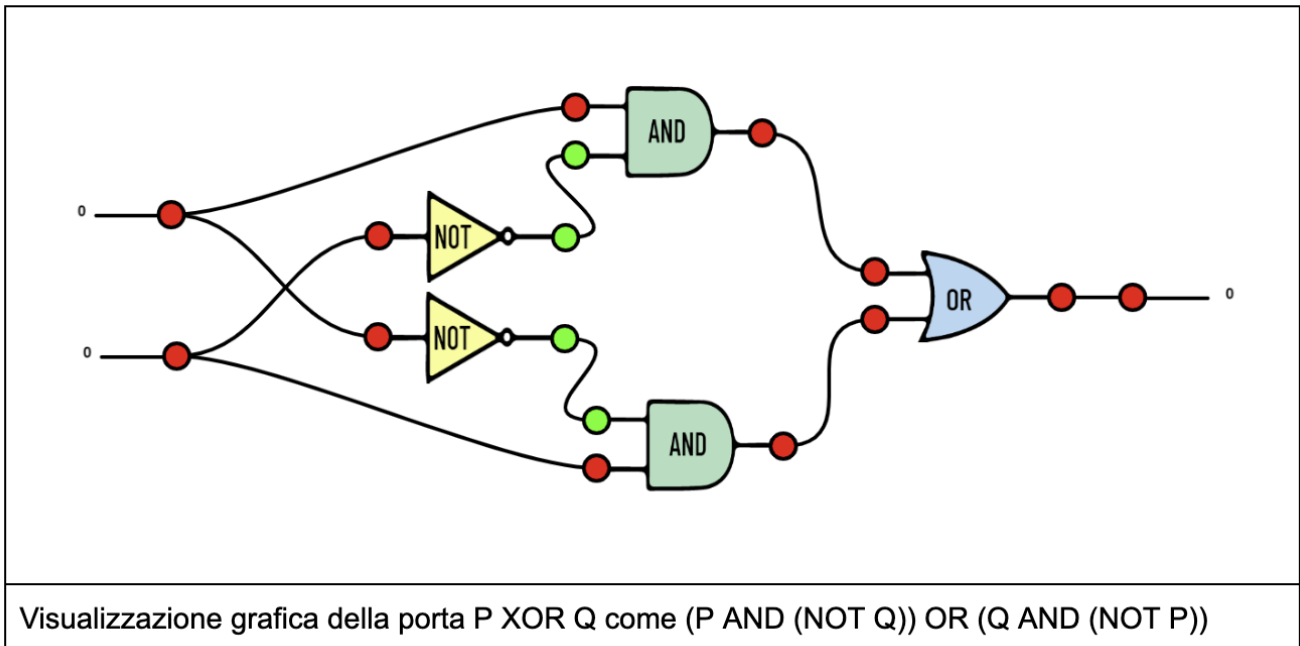 AND
0
NOT
OR
0
NOT
0
AND
Visualizzazione grafica della porta P XOR Q come (P AND (NOT Q)) OR (Q AND (NOT P))